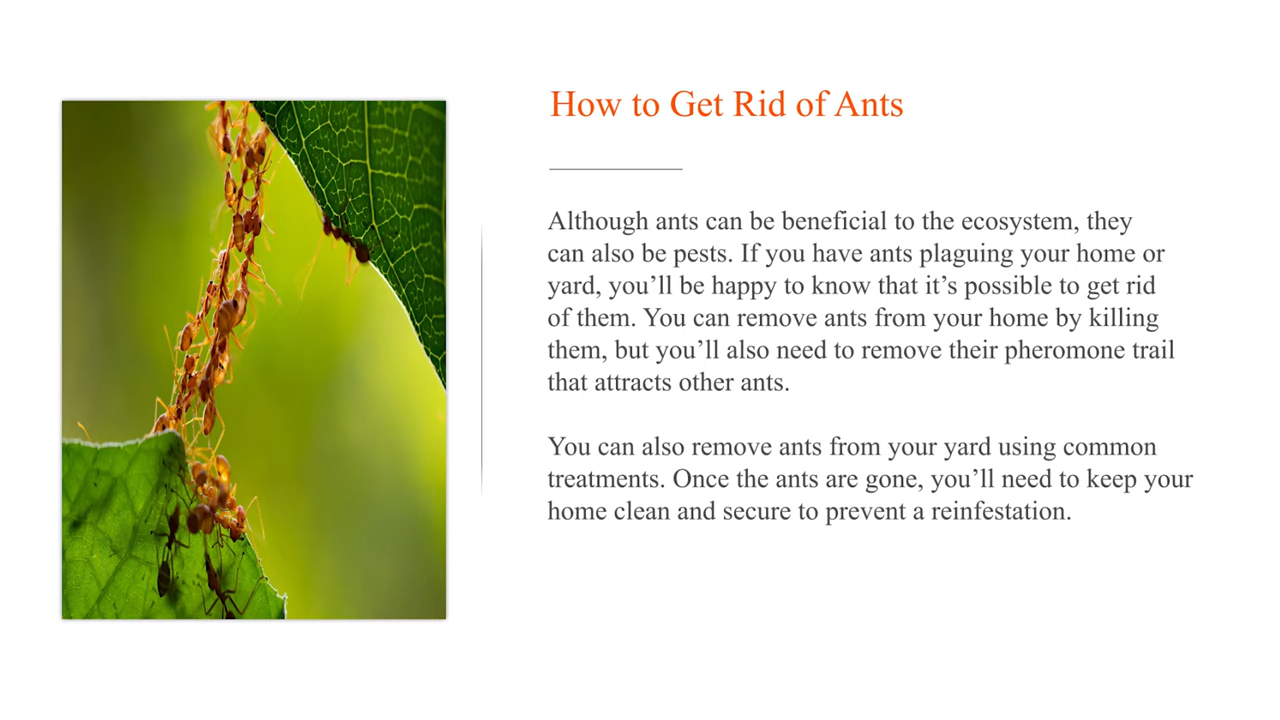 How to Get Rid of Ants
Although ants can be beneficial to the ecosystem, they
can also be pests. If you have ants plaguing your home or
yard, you’ll be happy to know that it’s possible to get rid
of them. You can remove ants from your home by killing
them, but you’ll also need to remove their pheromone trail
that attracts other ants.
You can also remove ants from your yard using common
treatments. Once the ants are gone, you’ll need to keep your
home clean and secure to prevent a reinfestation.